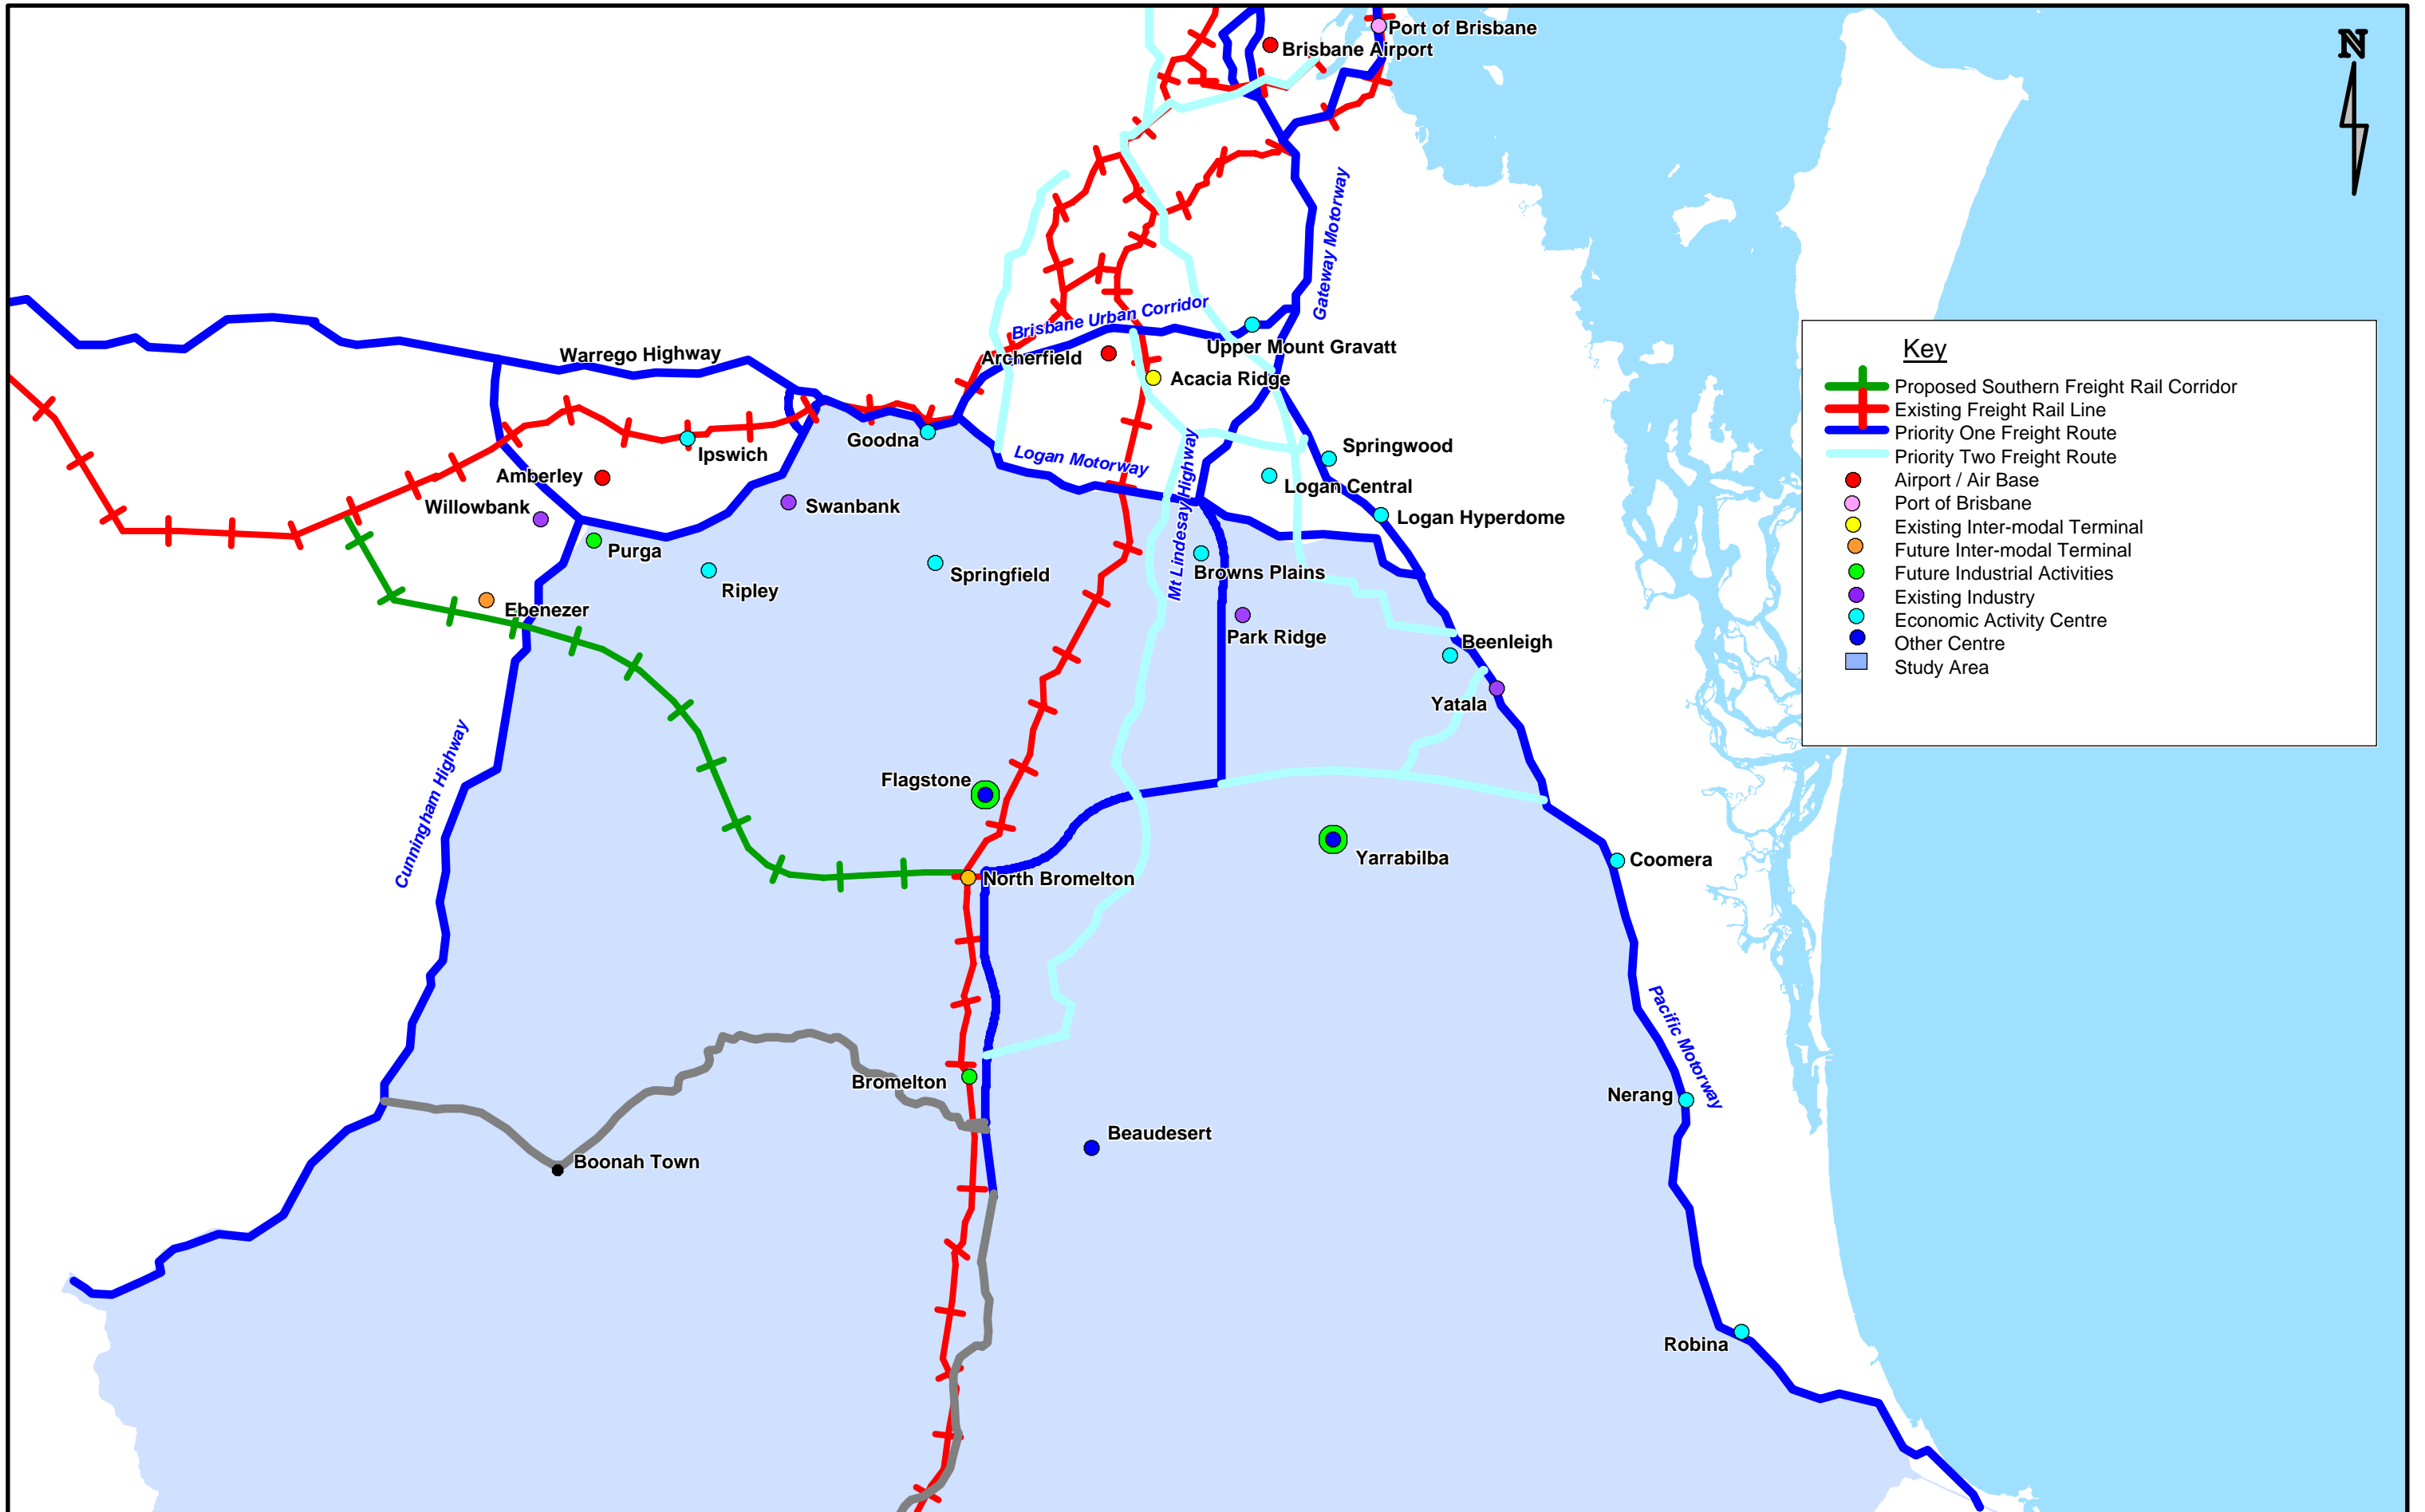 Port of Brisbane
N
Brisbane Airport
Gateway Motorway
Brisbane Urban Corridor
Warrego Highway
Archerfield
Upper Mount Gravatt
Acacia Ridge
Key
Proposed Southern Freight Rail Corridor
Existing Freight Rail Line
Priority One Freight Route
Priority Two Freight Route
Airport / Air Base
Port of Brisbane
Existing Inter-modal Terminal
Future Inter-modal Terminal
Future Industrial Activities
Existing Industry
Economic Activity Centre
Other Centre
Study Area
Goodna
Ipswich
Logan Motorway
Springwood
Amberley
Logan Central
Willowbank
Swanbank
Mt Lindesay Highway
Logan Hyperdome
Purga
Springfield
Browns Plains
Ripley
Ebenezer
Park Ridge
Beenleigh
Yatala
Cunningham Highway
Flagstone
Yarrabilba
Coomera
North Bromelton
Pacific Motorway
Bromelton
Nerang
Beaudesert
Boonah Town
Robina